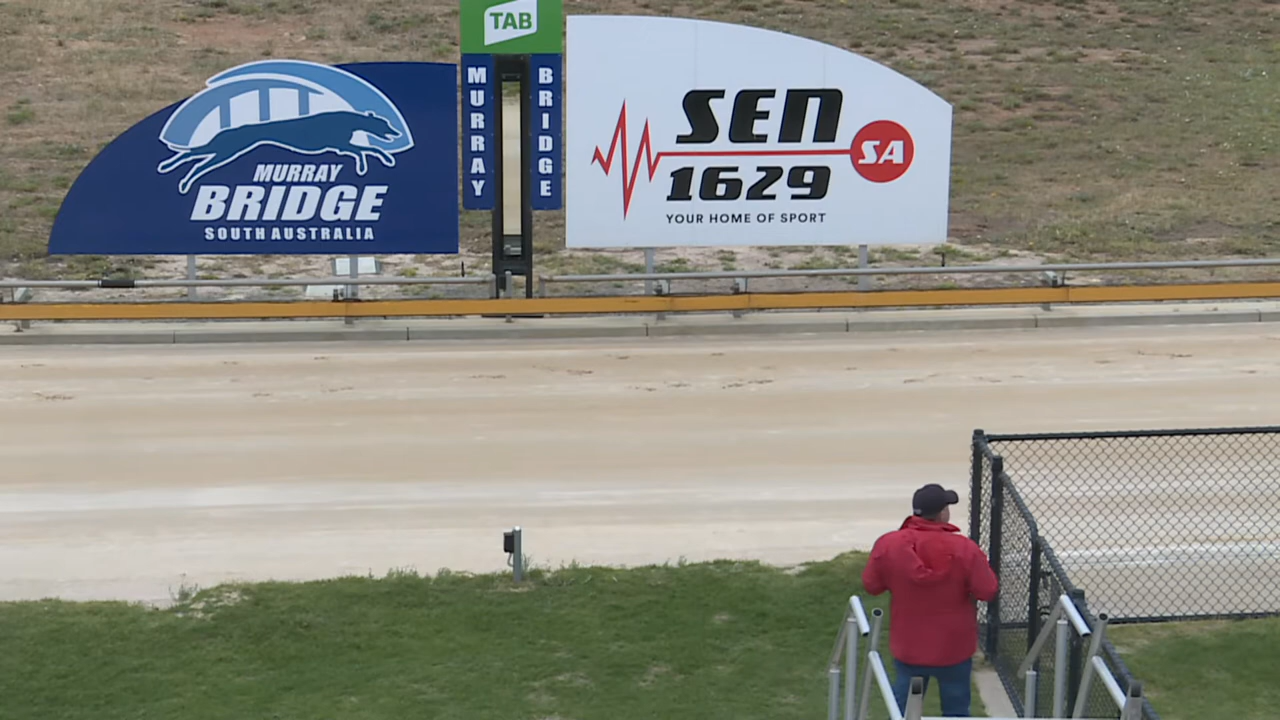 TAB
MURRAY
BRIDGE
MURRAY
BRIDGE
SOUTH AUSTRALIA
SEN
SA
1629
YOUR HOME OF SPORT